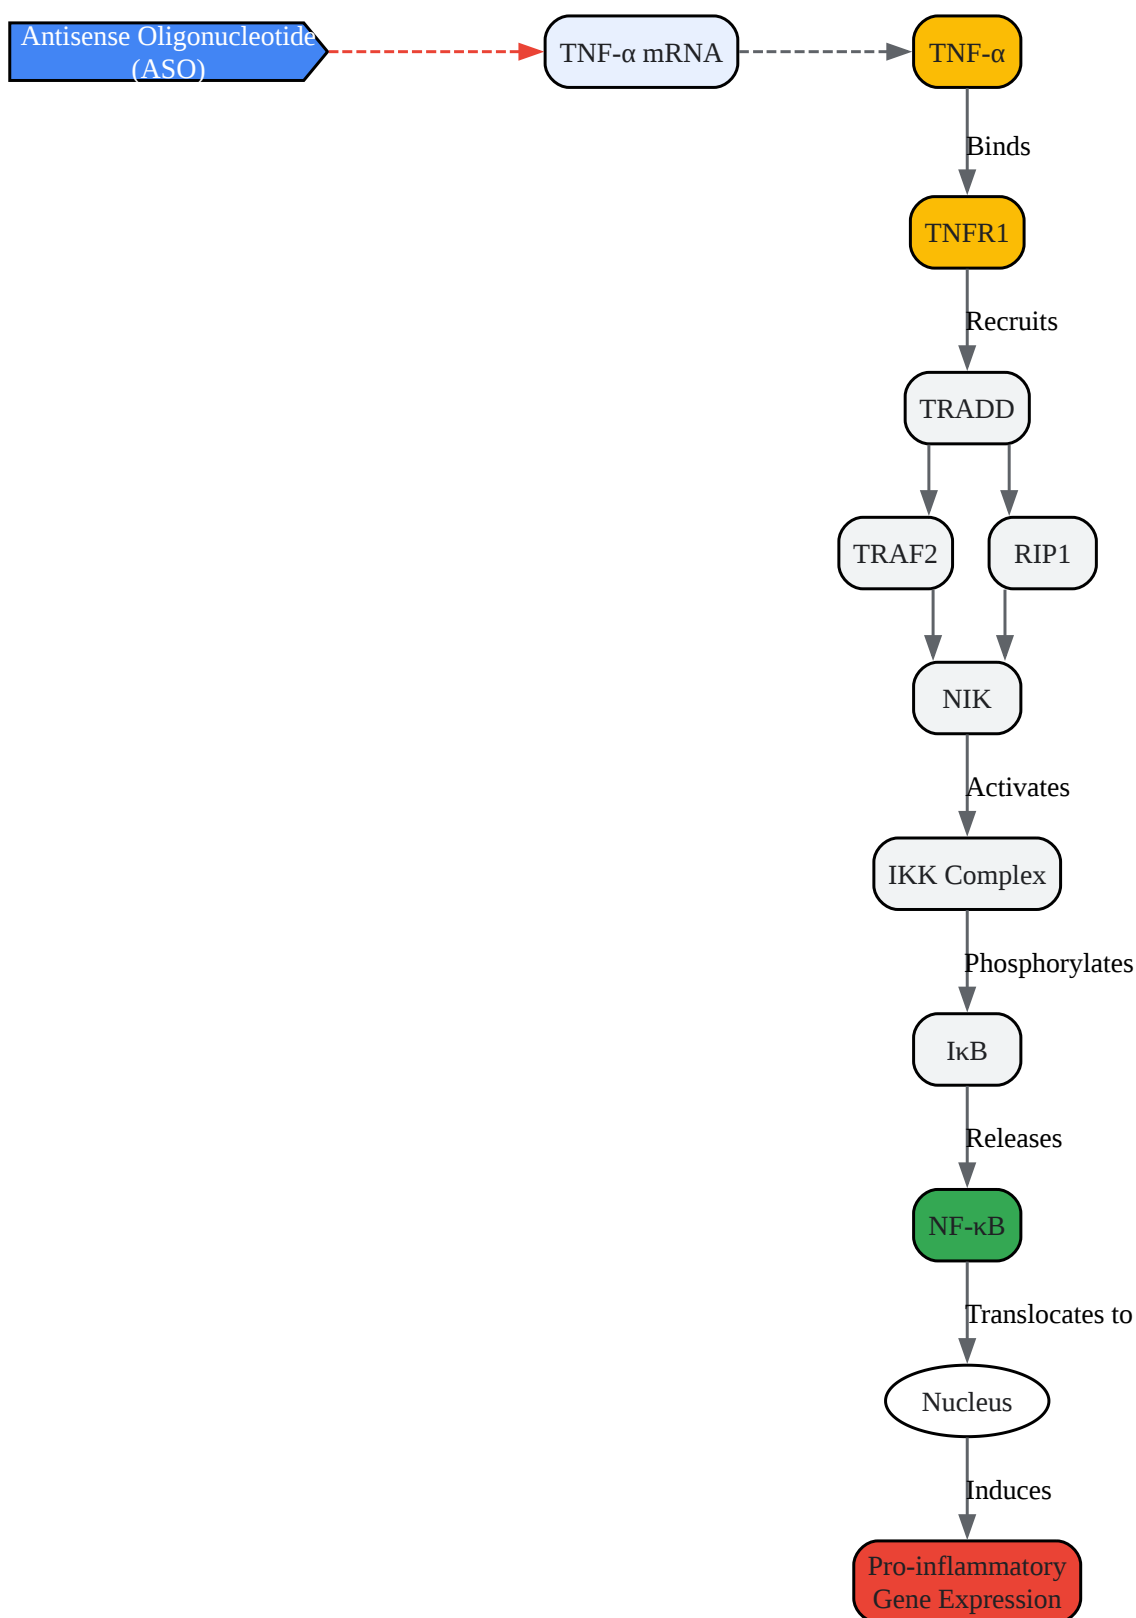 Antisense Oligonucleotide
(ASO)
TNF-α mRNA
TNF-α
Binds
TNFR1
Recruits
TRADD
TRAF2
RIP1
NIK
Activates
IKK Complex
Phosphorylates
IκB
Releases
NF-κB
Translocates to
Nucleus
Induces
Pro-inflammatory
Gene Expression